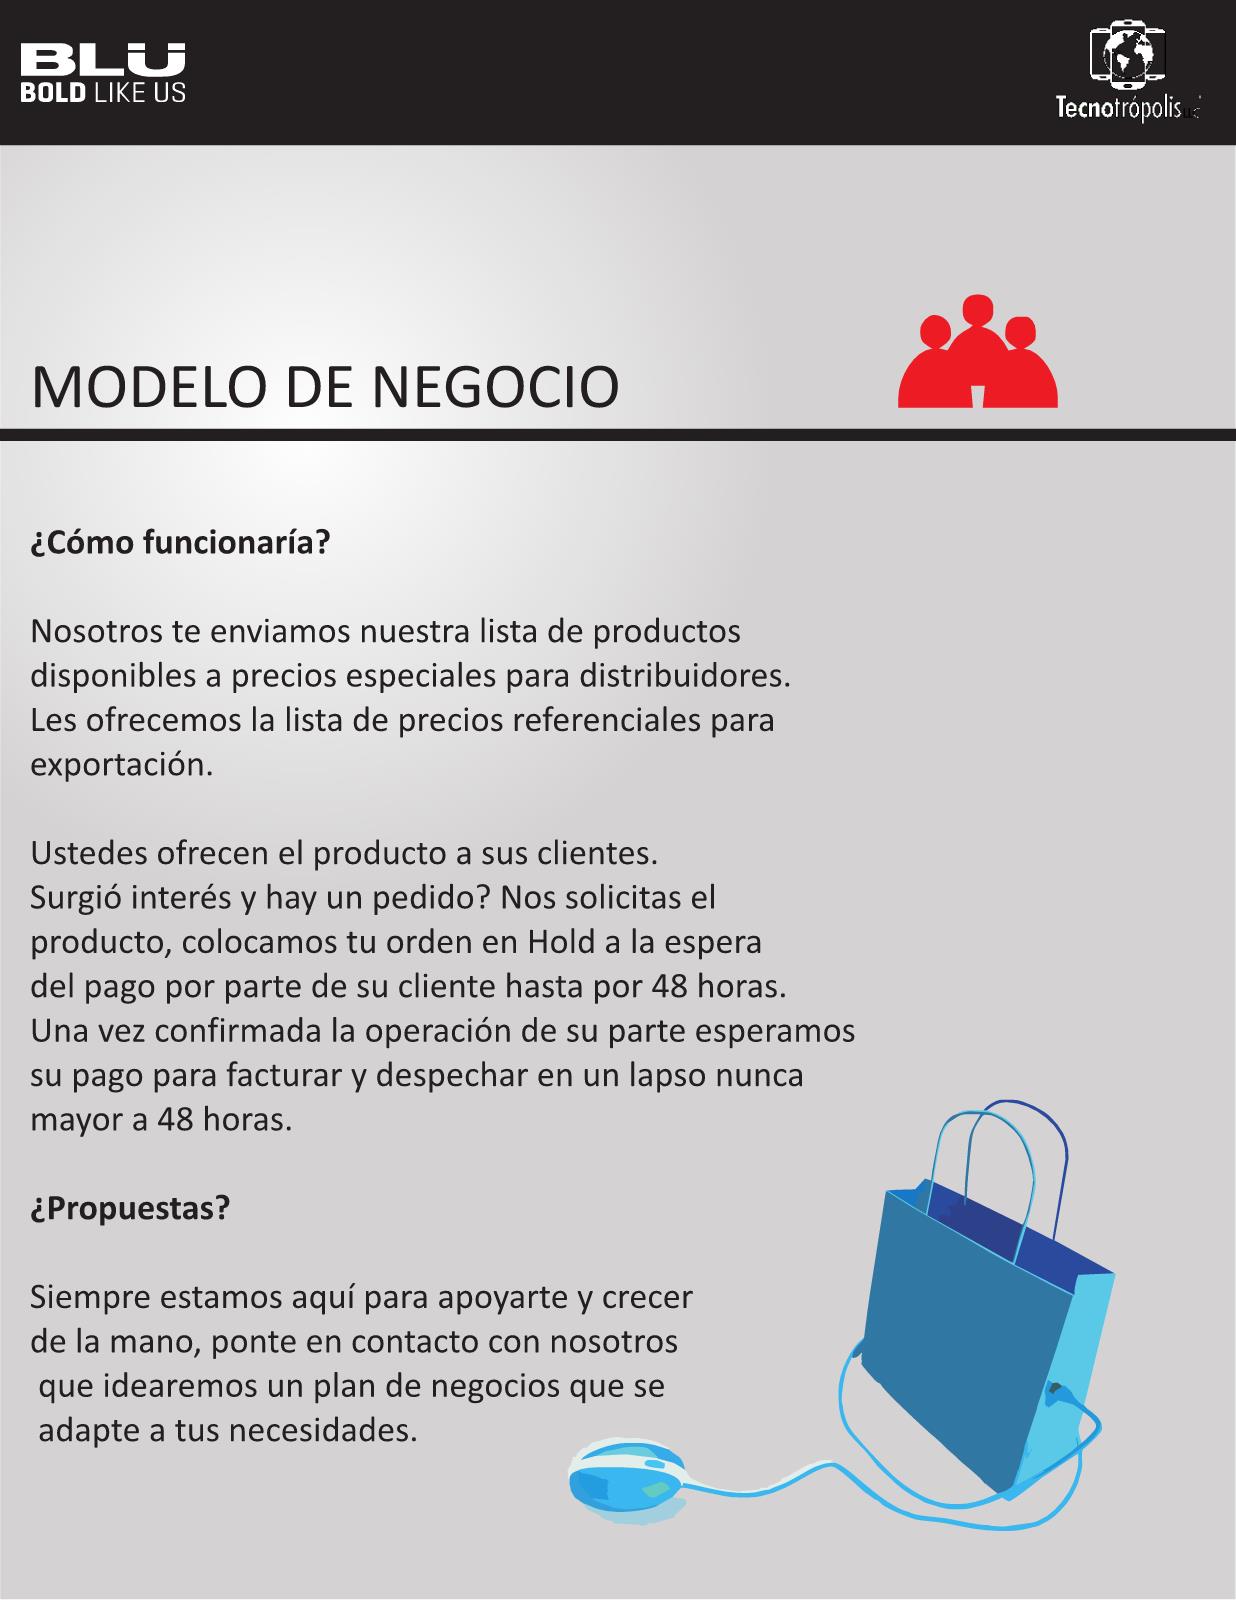 BLU
BOLD LIKE US
Tecnotrópolis
MODELO DE NEGOCIO
¿Cómo funcionaría?
Nosotros te enviamos nuestra lista de productos
disponibles a precios especiales para distribuidores.
Les ofrecemos la lista de precios referenciales para
exportación.
Ustedes ofrecen el producto a sus clientes.
Surgió interés y hay un pedido? Nos solicitas el
producto, colocamos tu orden en Hold a la espera
del pago por parte de su cliente hasta por 48 horas.
Una vez confirmada la operación de su parte esperamos
su pago para facturar y despechar en un lapso nunca
mayor a 48 horas.
¿Propuestas?
Siempre estamos aquí para apoyarte y crecer
de la mano, ponte en contacto con nosotros
que idearemos un plan de negocios que se
adapte a tus necesidades.